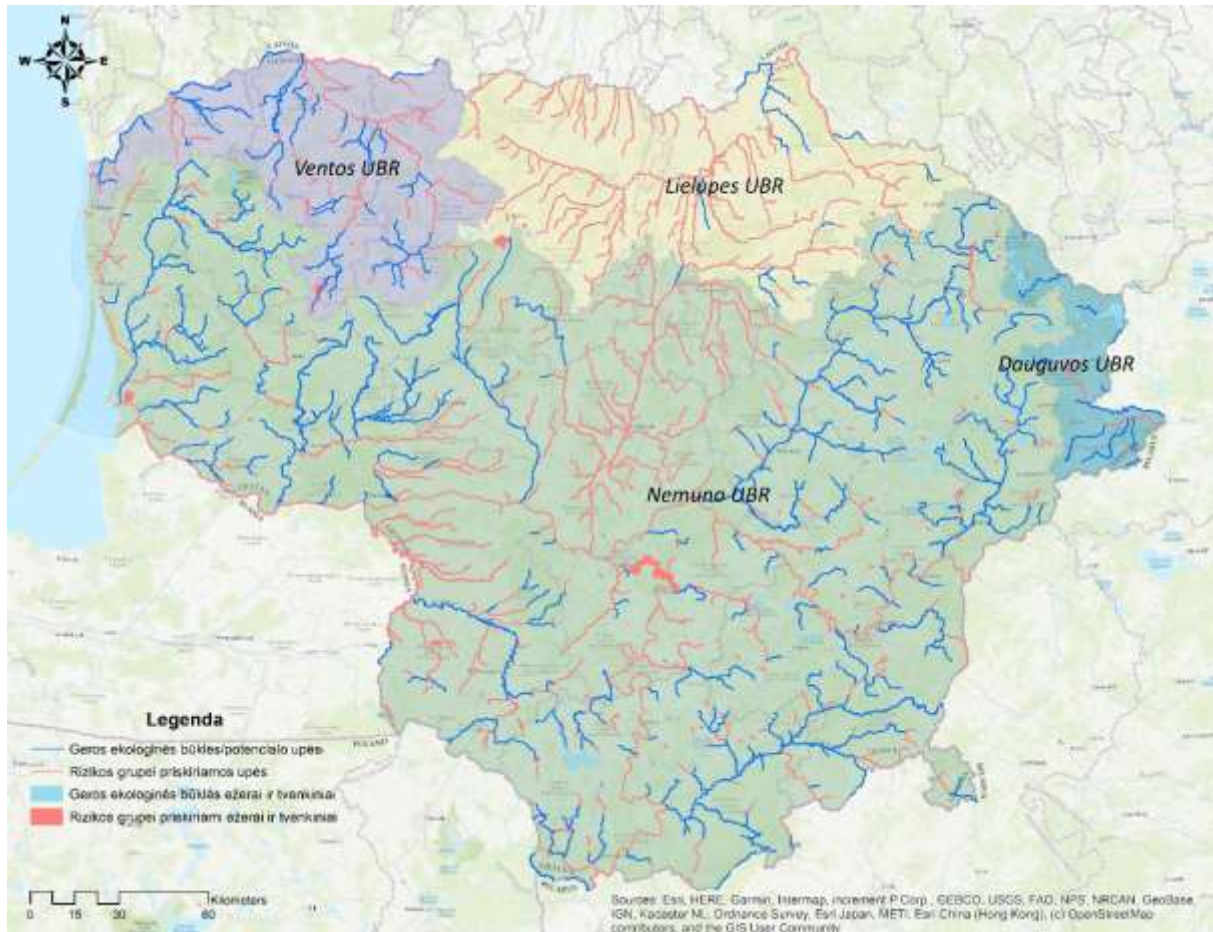 N
W E
S
Ventos UBR
Lielupes UBR
Dauguvos UBR
Nemuno UBR
Legenda
Geros ekologinės būklės/potencialo upės
Rizikos grupei priskiriamos upės
Geros ekologinės būklės ežerai ir tvenkiniai
Rizikos grupei priskiriami ežerai ir tvenkiniai
POLAND
Kilometers
0 15 30 60
Sources: Esri, HERE, Garmin, Intermap, increment P Corp., GEBCO, USGS, FAO, NPS, NRCAN, GeoBase,
IGN, Kadaster NL, Ordnance Survey, Esri Japan, METI, Esri China (Hong Kong), (c) OpenStreetMap
contributors, and the GIS User Community